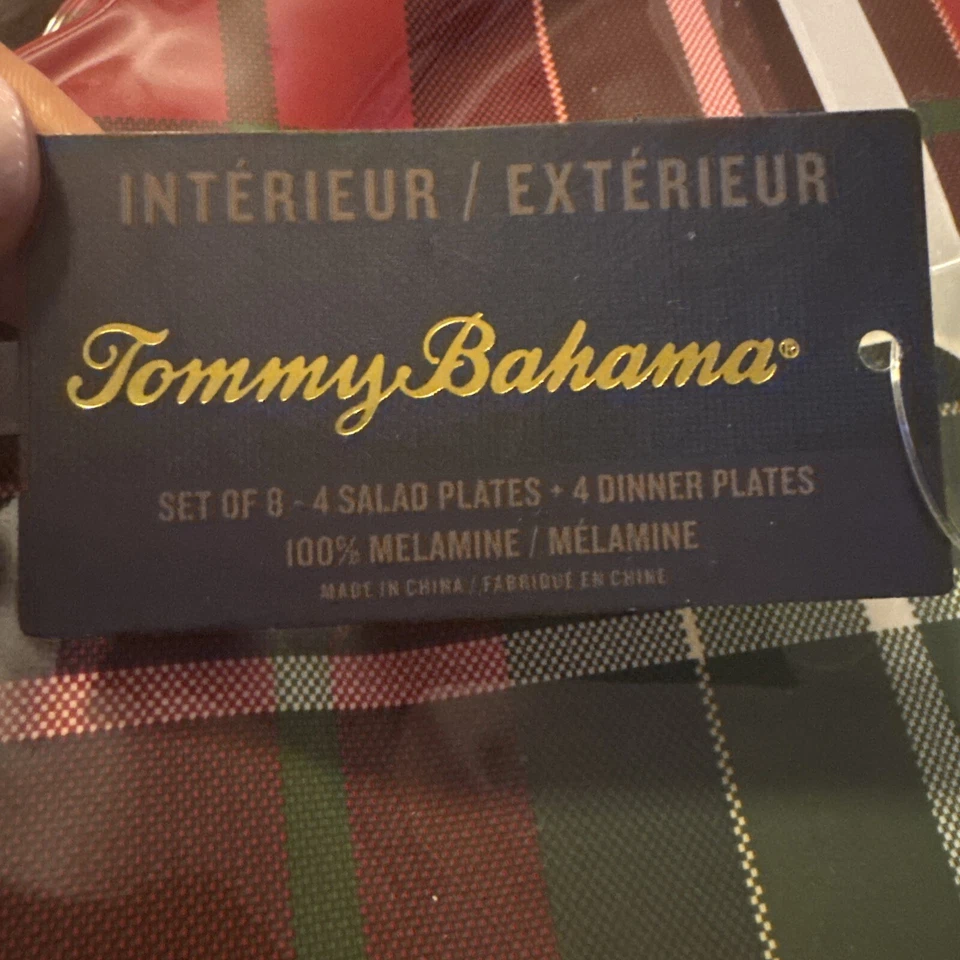 INTÉRIEUR / EXTÉRIEUR
Tommy Bahama®
SET OF 8 - 4 SALAD PLATES + 4 DINNER PLATES
100% MELAMINE / MÉLAMINE
MADE IN CHINA / FABRIQUÉ EN CHINE